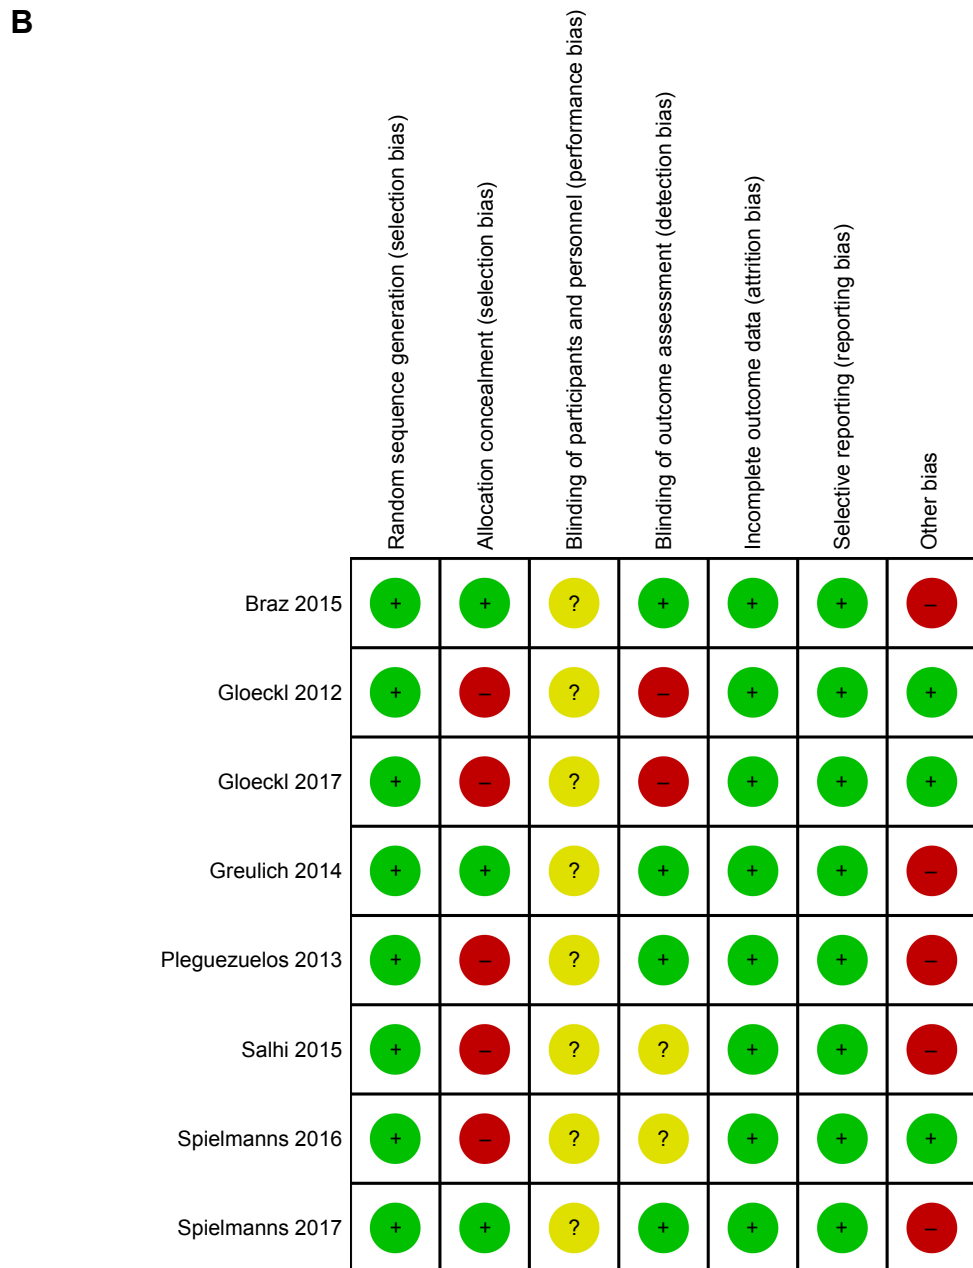 B
Random sequence generation (selection bias)
Allocation concealment (selection bias)
Blinding of participants and personnel (performance bias)
Blinding of outcome assessment (detection bias)
Incomplete outcome data (attrition bias)
Selective reporting (reporting bias)
Other bias
Braz 2015 + + ? + + + –
Gloeckl 2012 + – ? – + + +
Gloeckl 2017 + – ? – + + +
Greulich 2014 + + ? + + + –
Pleguezuelos 2013 + – ? + + + –
Salhi 2015 + – ? ? + + –
Spielmanns 2016 + – ? ? + + +
Spielmanns 2017 + + ? + + + –